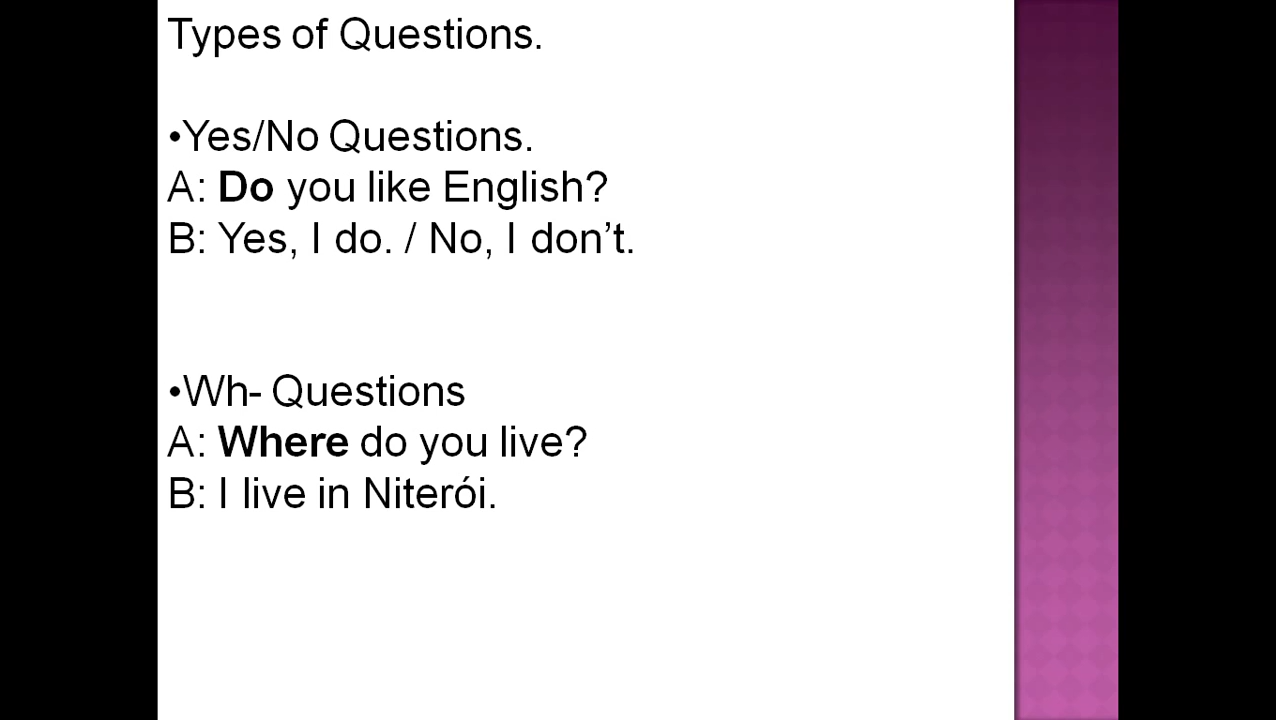 Types of Questions.
•Yes/No Questions.
A: Do you like English?
B: Yes, I do. / No, I don’t.
•Wh- Questions
A: Where do you live?
B: I live in Niterói.